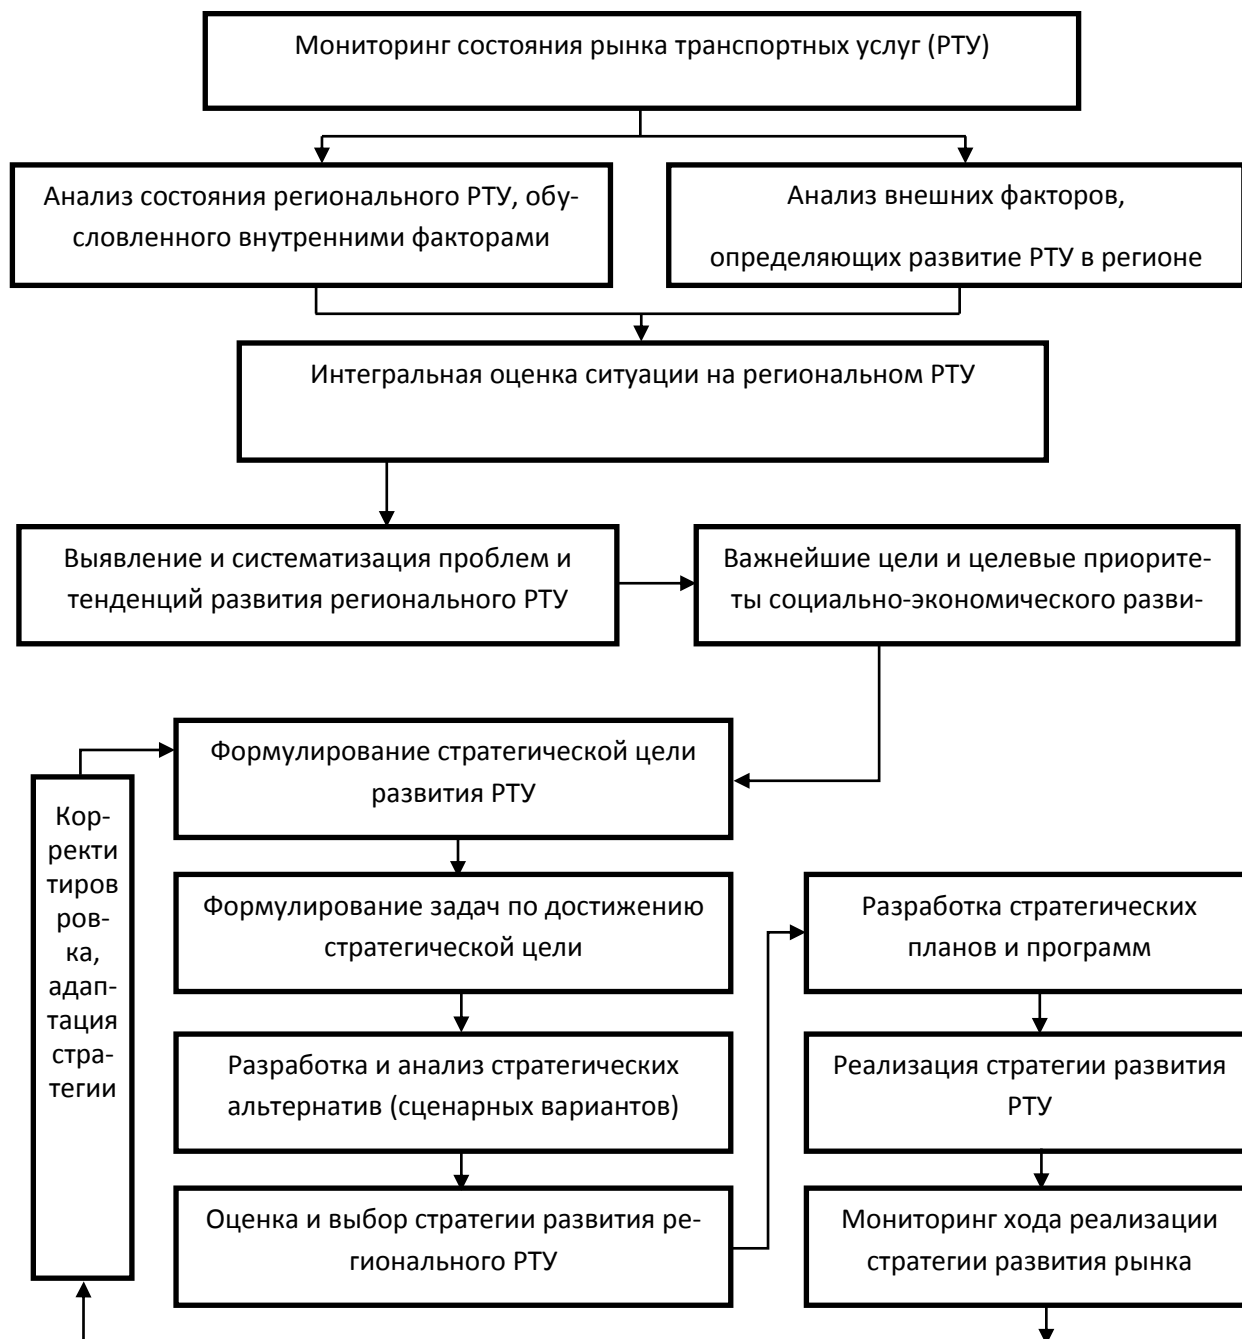 Мониторинг состояния рынка транспортных услуг (РТУ)
Анализ состояния регионального РТУ, обу-
словленного внутренними факторами
Анализ внешних факторов,
определяющих развитие РТУ в регионе
Интегральная оценка ситуации на региональном РТУ
Выявление и систематизация проблем и
тенденций развития регионального РТУ
Важнейшие цели и целевые приорите-
ты социально-экономического разви-
Формулирование стратегической цели
развития РТУ
Кор-
ректи
тиров
ров-
ка,
адап-
тация
стра-
тегии
Формулирование задач по достижению
стратегической цели
Разработка и анализ стратегических
альтернатив (сценарных вариантов)
Оценка и выбор стратегии развития ре-
гионального РТУ
Разработка стратегических
планов и программ
Реализация стратегии развития
РТУ
Мониторинг хода реализации
стратегии развития рынка